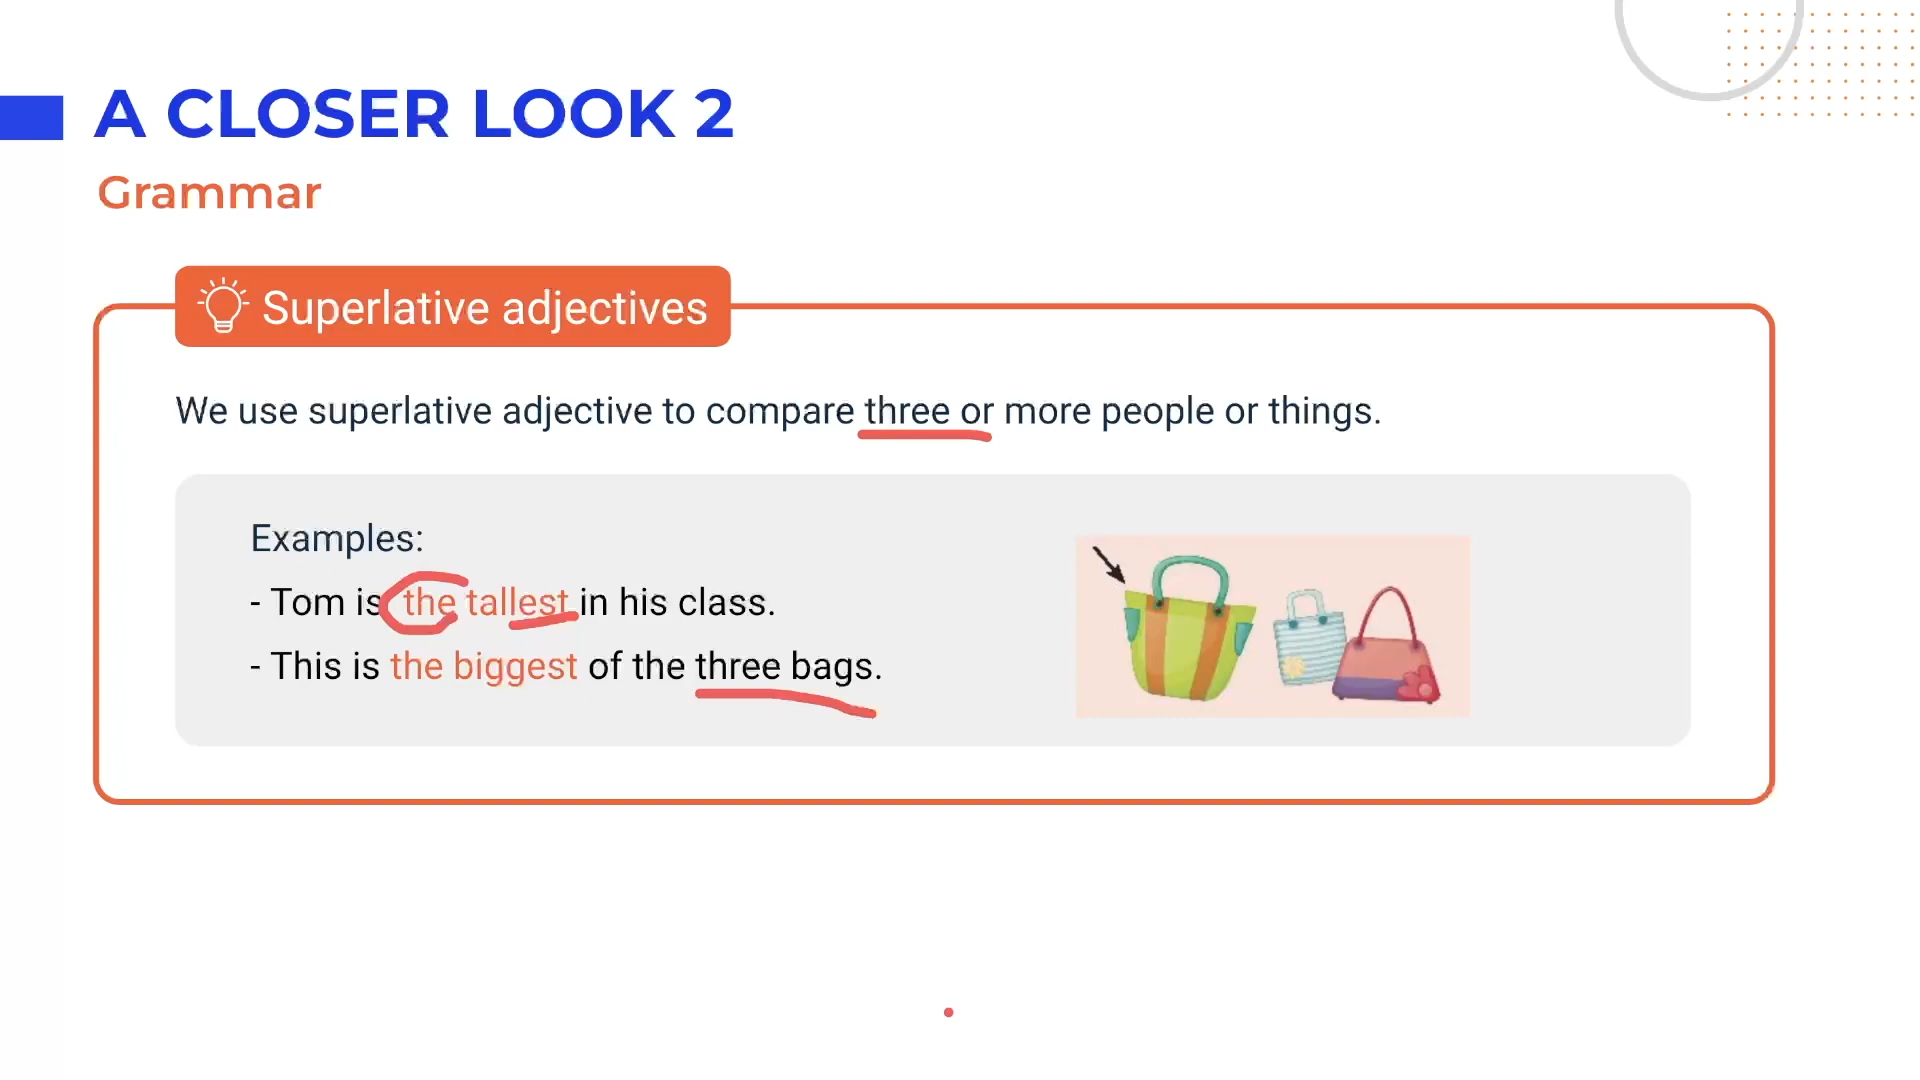 A CLOSER LOOK 2
Grammar
Superlative adjectives
We use superlative adjective to compare three or more people or things.
Examples:
- Tom is the tallest in his class.
- This is the biggest of the three bags.